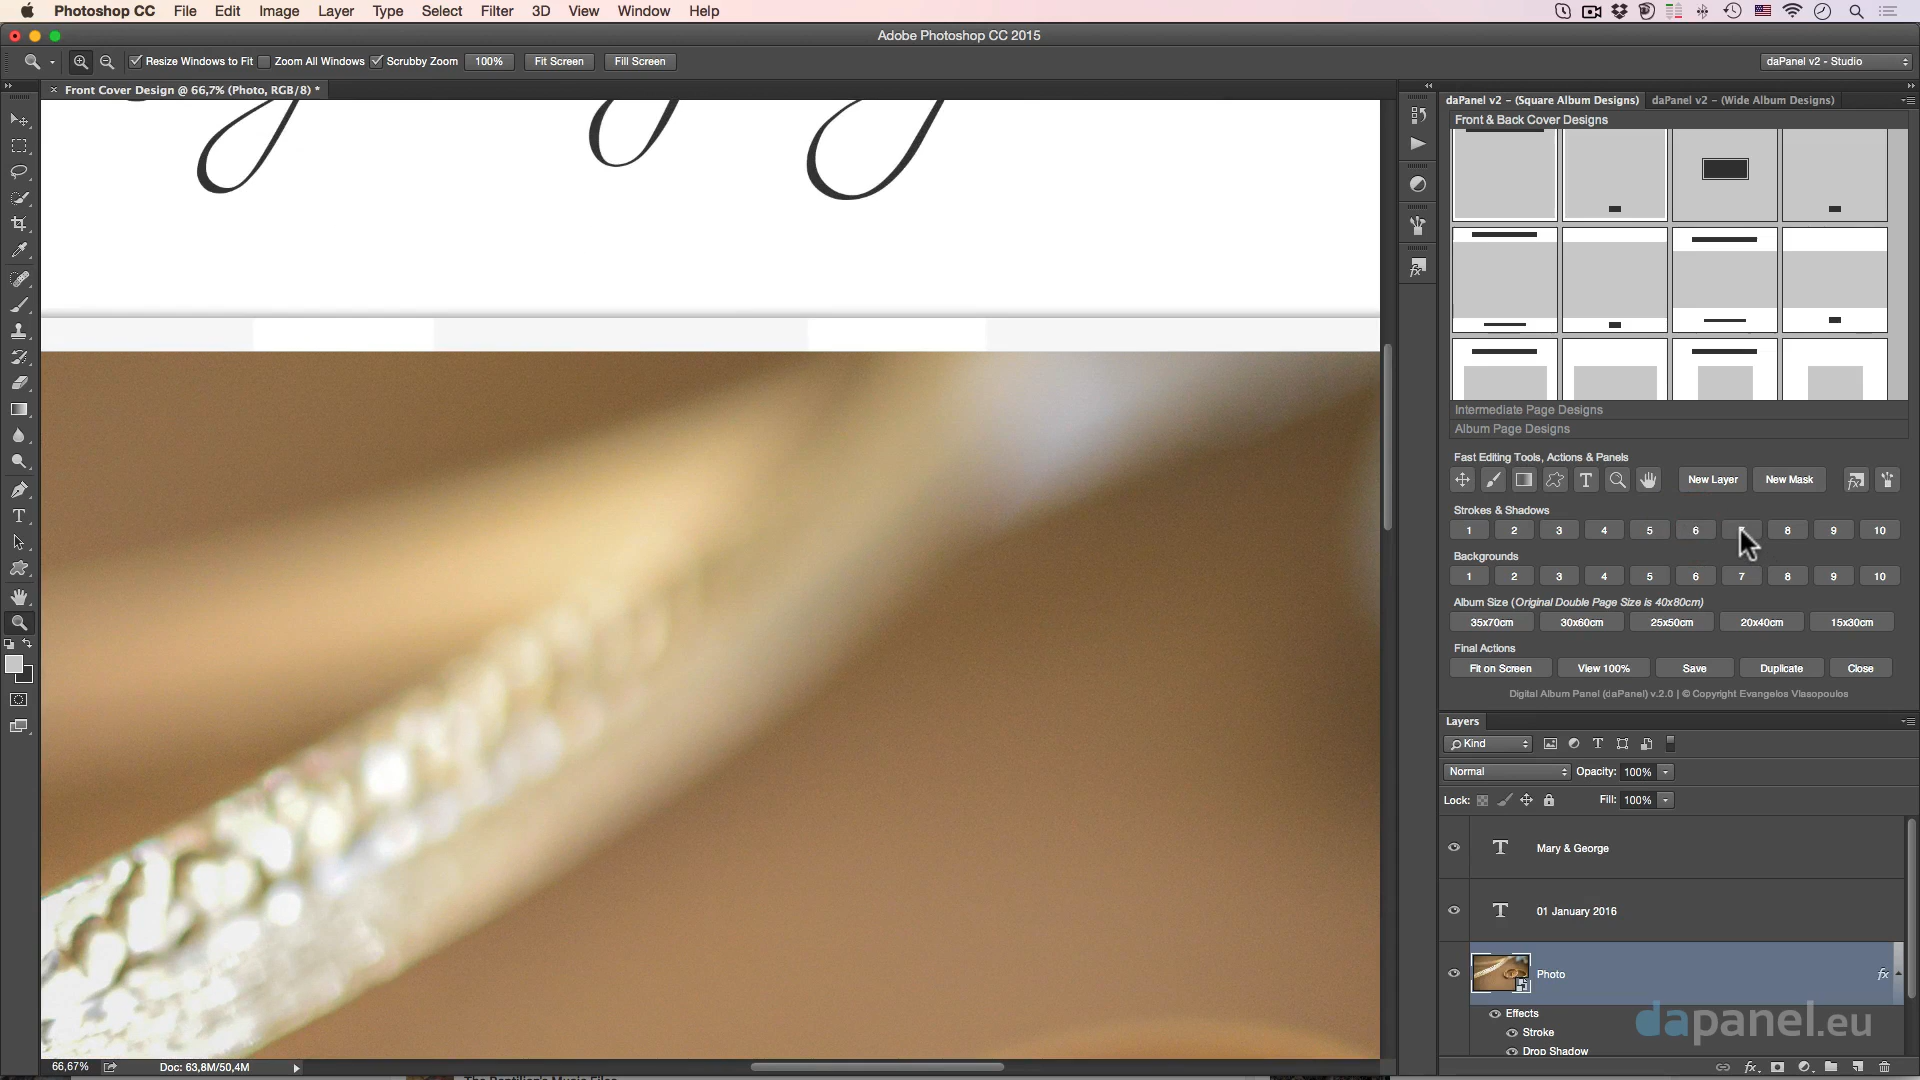 Photoshop CC File Edit Image Layer Type Select Filter 3D View Window Help
Adobe Photoshop CC 2015
Resize Windows to Fit Zoom All Windows Scrubby Zoom 100% Fit Screen Fill Screen daPanel v2 - Studio
Front Cover Design @ 66,7% (Photo, RGB/8) *
daPanel v2 – (Square Album Designs) daPanel v2 – (Wide Album Designs)
Front & Back Cover Designs
Intermediate Page Designs
Album Page Designs
Fast Editing Tools, Actions & Panels
New Layer New Mask
Strokes & Shadows
1 2 3 4 5 6 8 9 10
Backgrounds
1 2 3 4 5 6 7 8 9 10
Album Size (Original Double Page Size is 40x80cm)
35x70cm 30x60cm 25x50cm 20x40cm 15x30cm
Final Actions
Fit on Screen View 100% Save Duplicate Close
Digital Album Panel (daPanel) v.2.0 | © Copyright Evangelos Vlasopoulos
Layers
Kind
Normal Opacity: 100%
Lock: Fill: 100%
Mary & George
01 January 2016
Photo fx
Effects
Stroke
Drop Shadow
dapanel.eu
66,67% Doc: 63,8M/50,4M